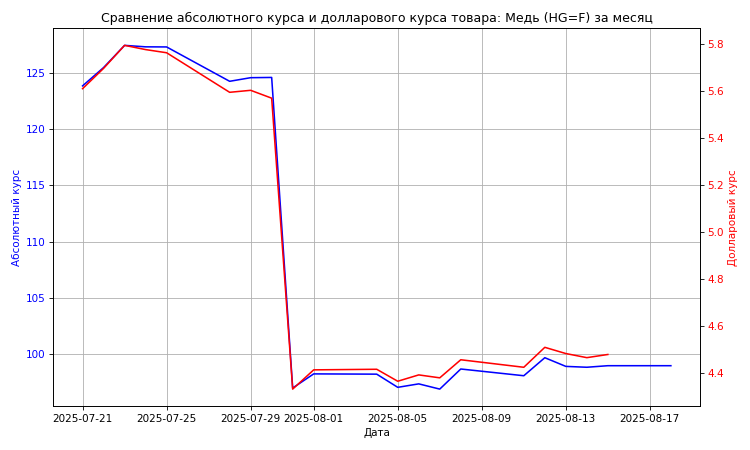 Сравнение абсолютного курса и долларового курса товара: Медь (HG=F) за месяц
Абсолютный курс
125
120
115
110
105
100
5.8
5.6
5.4
5.2
5.0
4.8
4.6
4.4
Долларовый курс
2025-07-21 2025-07-25 2025-07-29 2025-08-01 2025-08-05 2025-08-09 2025-08-13 2025-08-17
Дата